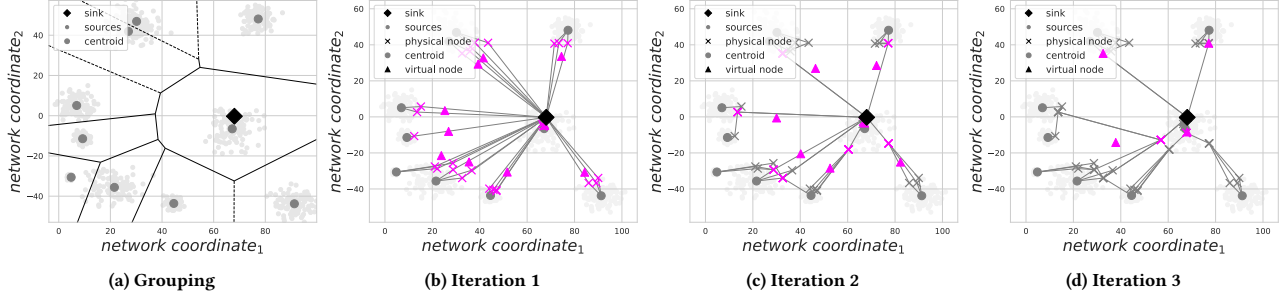 sink
sources
centroid
40
20
0
−20
−40
0
20
40
60
80
network coordinate2
network coordinate1
(a) Grouping
sink
sources
physical node
centroid
virtual node
60
40
20
0
−20
−40
0
20
40
60
80
100
network coordinate2
network coordinate1
(b) Iteration 1
sink
sources
physical node
centroid
virtual node
60
40
20
0
−20
−40
0
20
40
60
80
100
network coordinate2
network coordinate1
(c) Iteration 2
sink
sources
physical node
centroid
virtual node
60
40
20
0
−20
−40
0
20
40
60
80
100
network coordinate2
network coordinate1
(d) Iteration 3